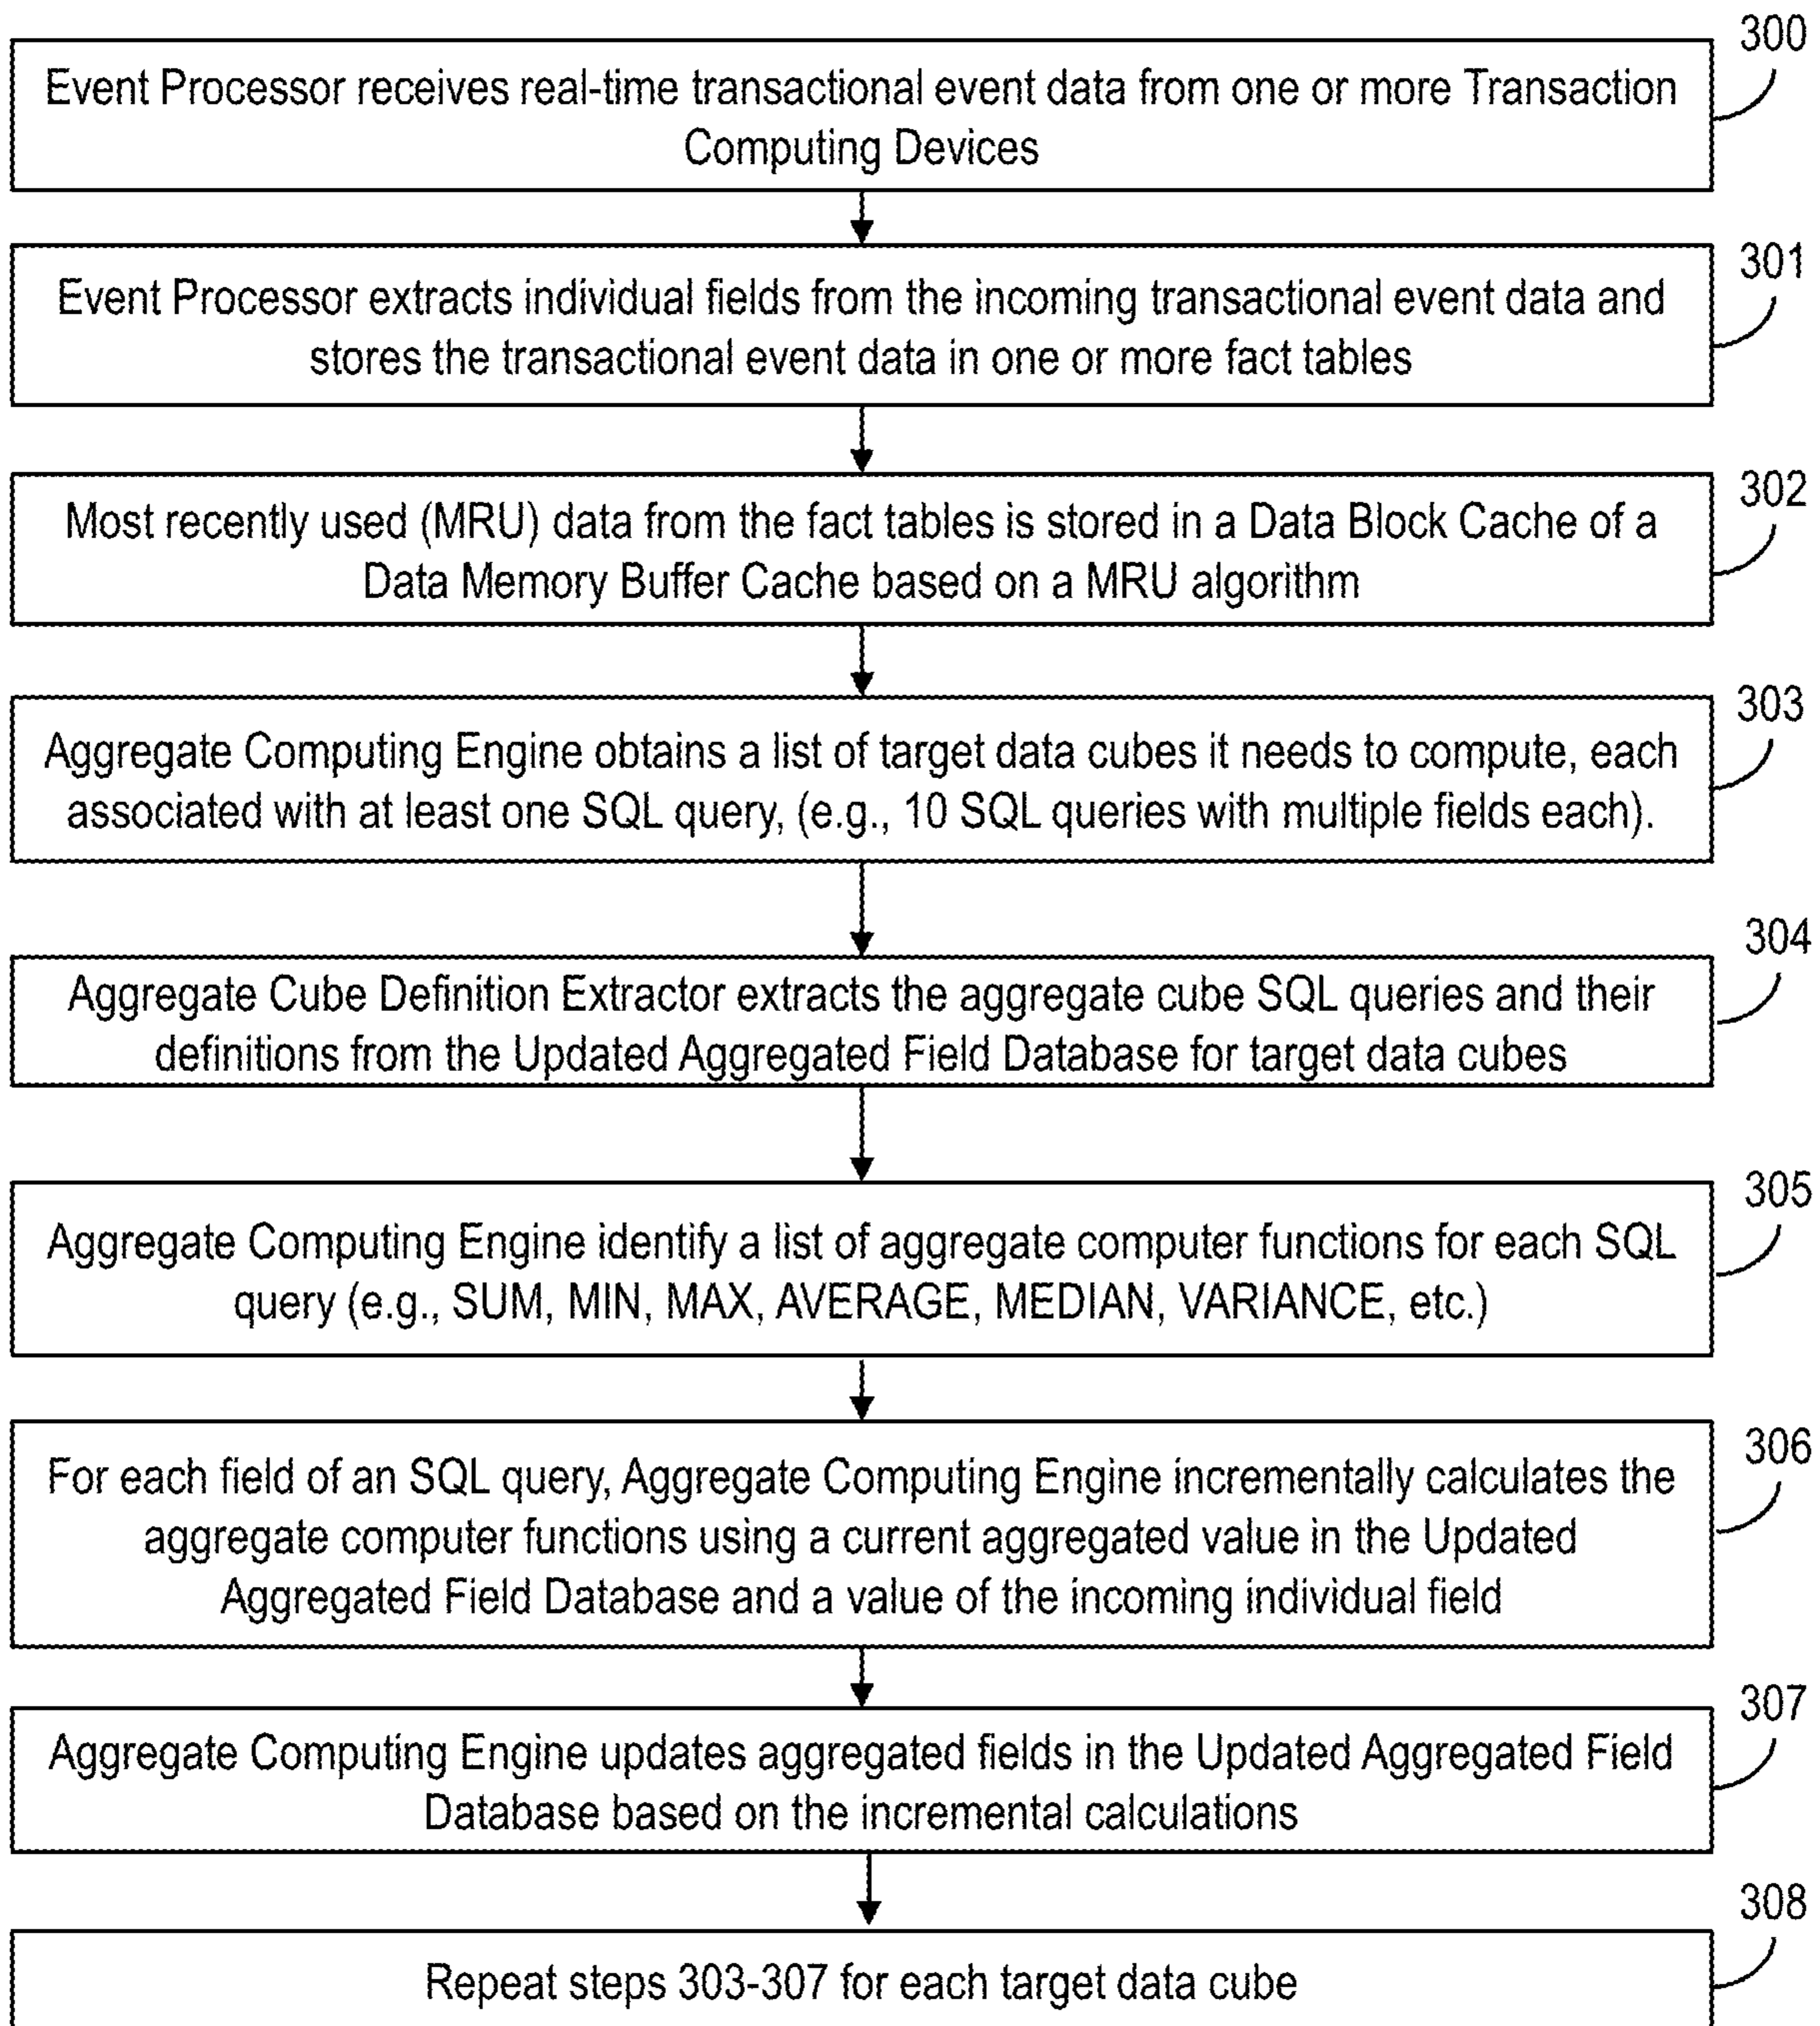 300
Event Processor receives real-time transactional event data from one or more Transaction
Computing Devices
301
Event Processor extracts individual fields from the incoming transactional event data and
stores the transactional event data in one or more fact tables
302
Most recently used (MRU) data from the fact tables is stored in a Data Block Cache of a
Data Memory Buffer Cache based on a MRU algorithm
303
Aggregate Computing Engine obtains a list of target data cubes it needs to compute, each
associated with at least one SQL query, (e.g., 10 SQL queries with multiple fields each).
304
Aggregate Cube Definition Extractor extracts the aggregate cube SQL queries and their
definitions from the Updated Aggregated Field Database for target data cubes
305
Aggregate Computing Engine identify a list of aggregate computer functions for each SQL
query (e.g., SUM, MIN, MAX, AVERAGE, MEDIAN, VARIANCE, etc.)
306
For each field of an SQL query, Aggregate Computing Engine incrementally calculates the
aggregate computer functions using a current aggregated value in the Updated
Aggregated Field Database and a value of the incoming individual field
307
Aggregate Computing Engine updates aggregated fields in the Updated Aggregated Field
Database based on the incremental calculations
308
Repeat steps 303-307 for each target data cube